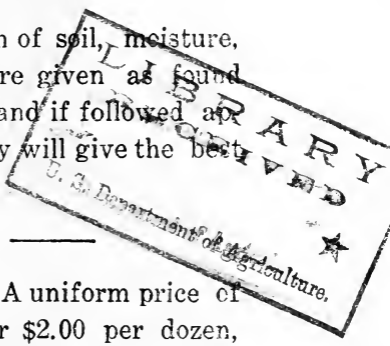 n of soil, moisture,
re given as found
and if followed
y will give the best
LIBRARY
RECEIVED
★
U. S. Department of Agriculture.
A uniform price of
r $2.00 per dozen,